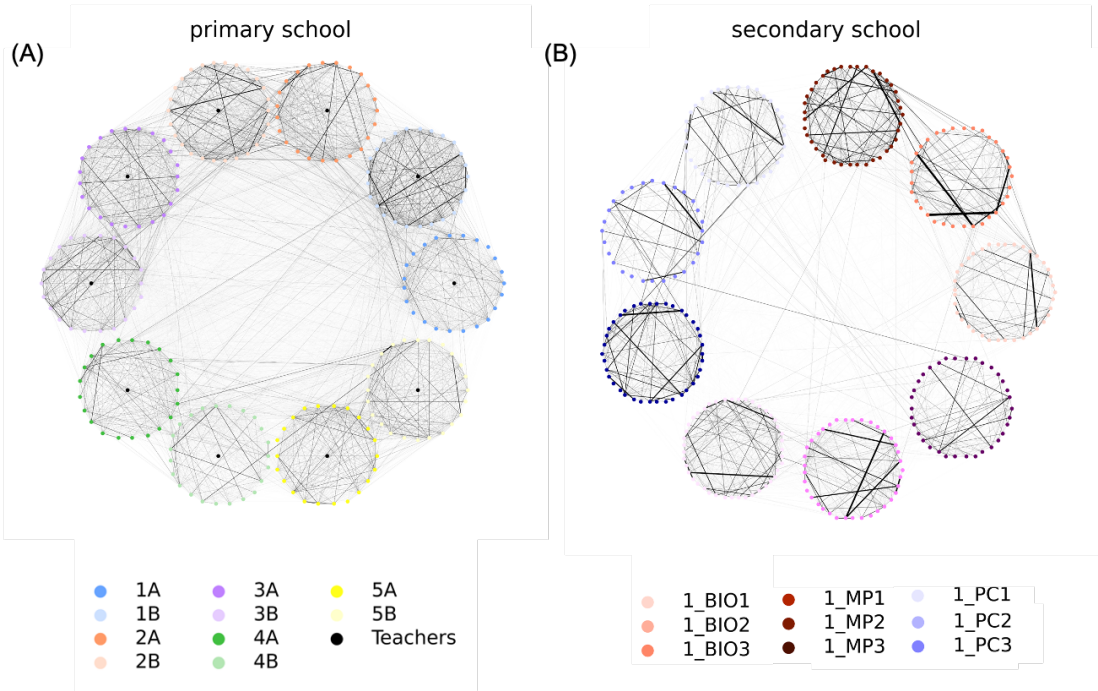 primary school
secondary school
(A)
(B)
1A
1B
2A
2B
3A
3B
4A
4B
5A
5B
Teachers
1_BIO1
1_BIO2
1_BIO3
1_MP1
1_MP2
1_MP3
1_PC1
1_PC2
1_PC3